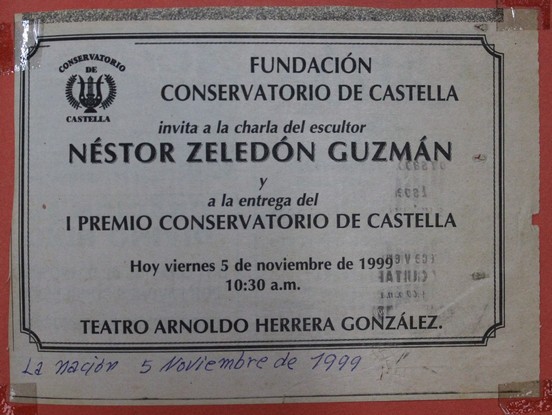 CONSERVATORIO
DE
CASTELLA
FUNDACIÓN
CONSERVATORIO DE CASTELLA
invita a la charla del escultor
NÉSTOR ZELEDÓN GUZMÁN
y
a la entrega del
I PREMIO CONSERVATORIO DE CASTELLA
Hoy viernes 5 de noviembre de 1999
10:30 a.m.
TEATRO ARNOLDO HERRERA GONZÁLEZ.
La Nación 5 Noviembre de 1999